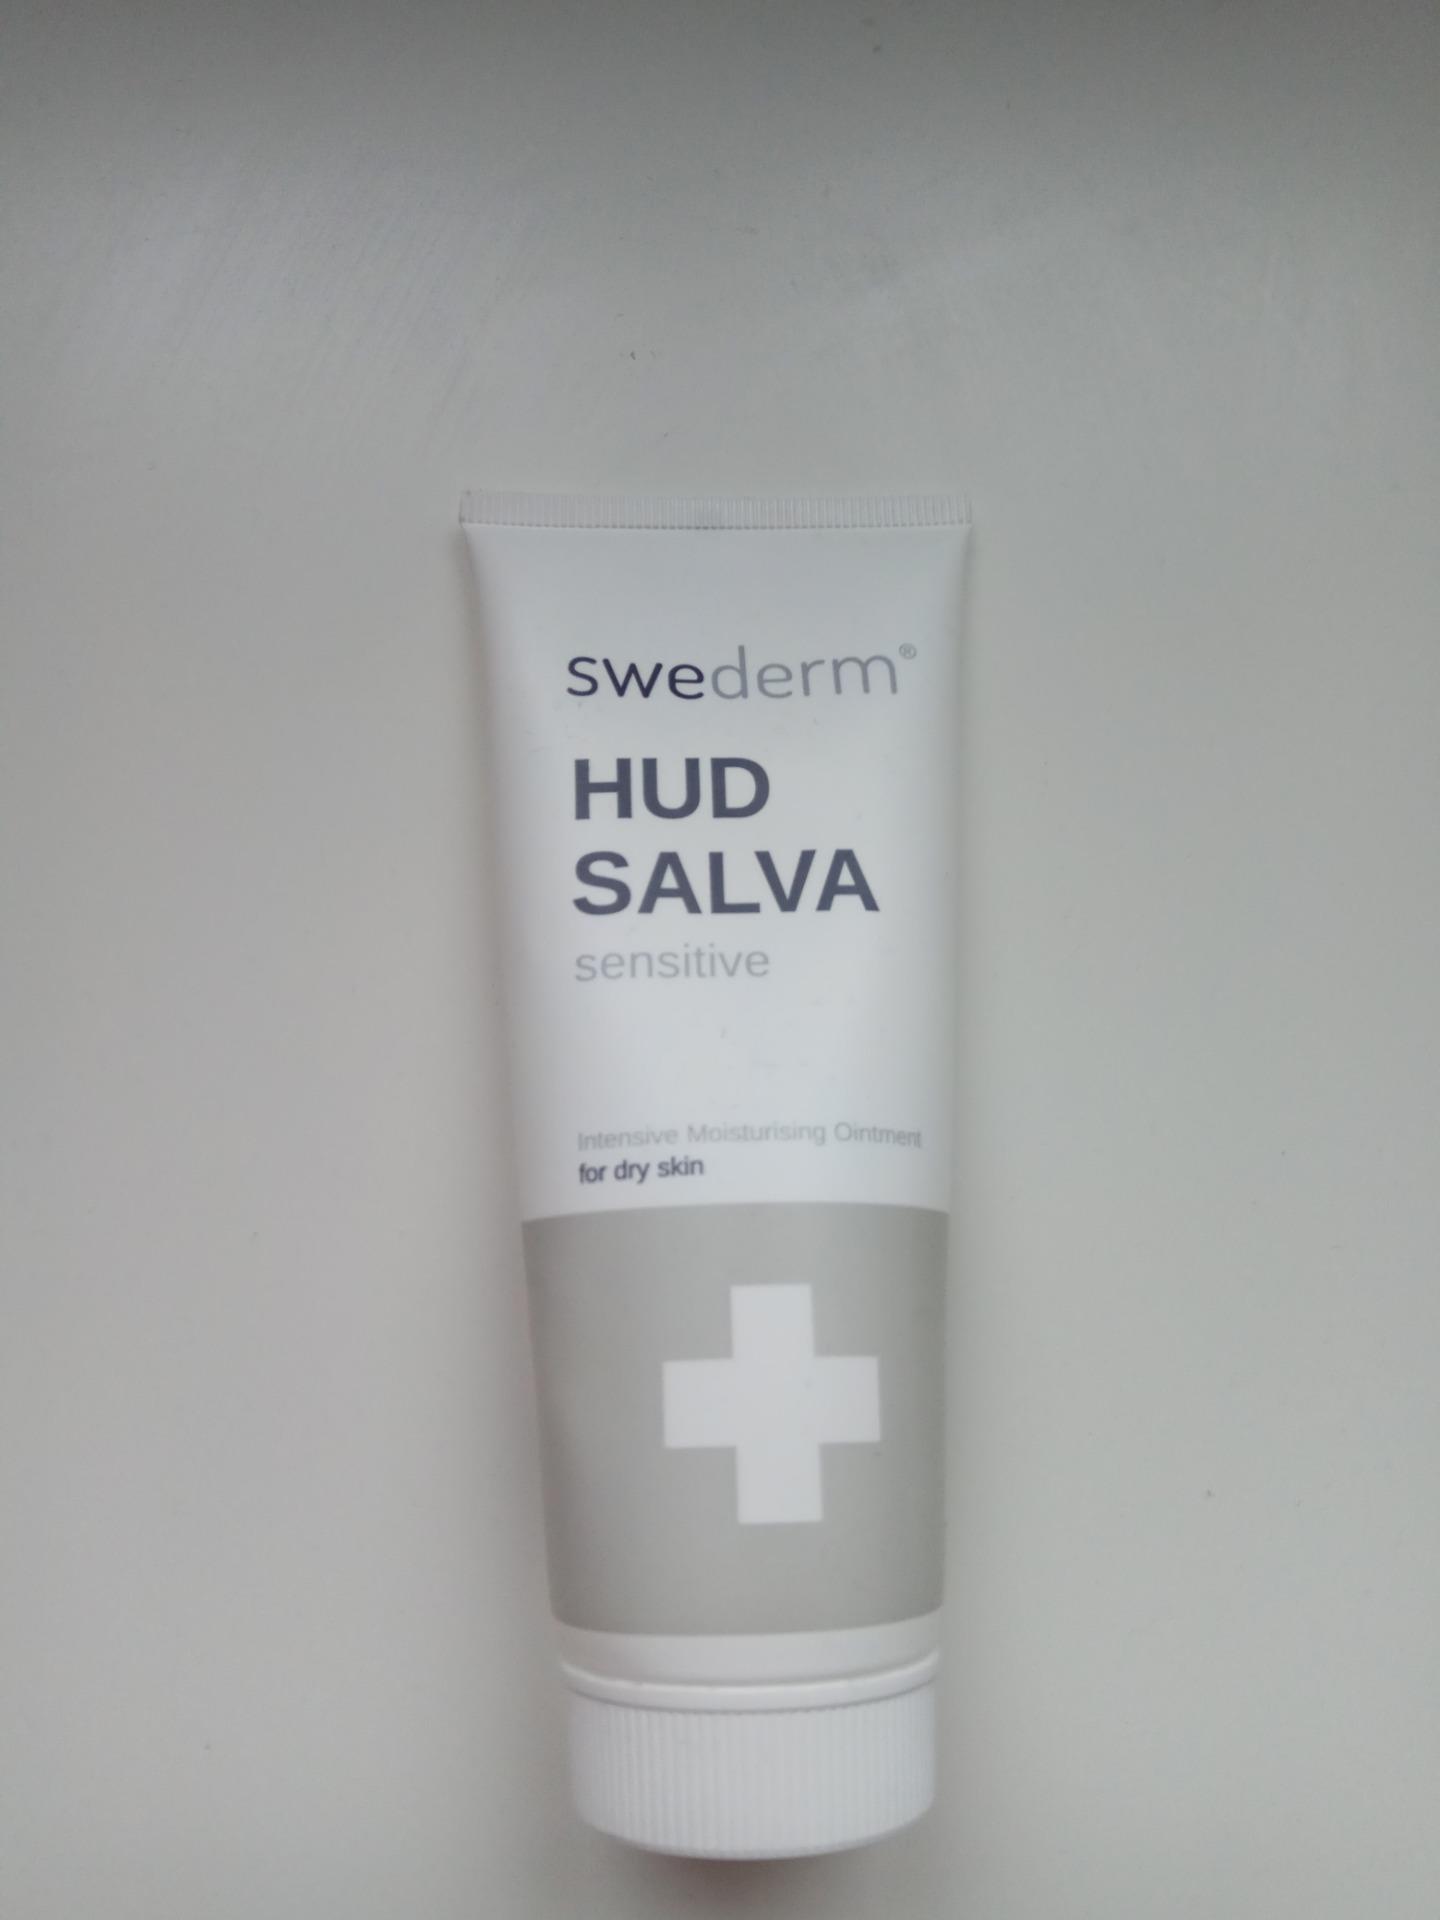 swederm®
HUD
SALVA
sensitive
Intensive Moisturising Ointment
for dry skin